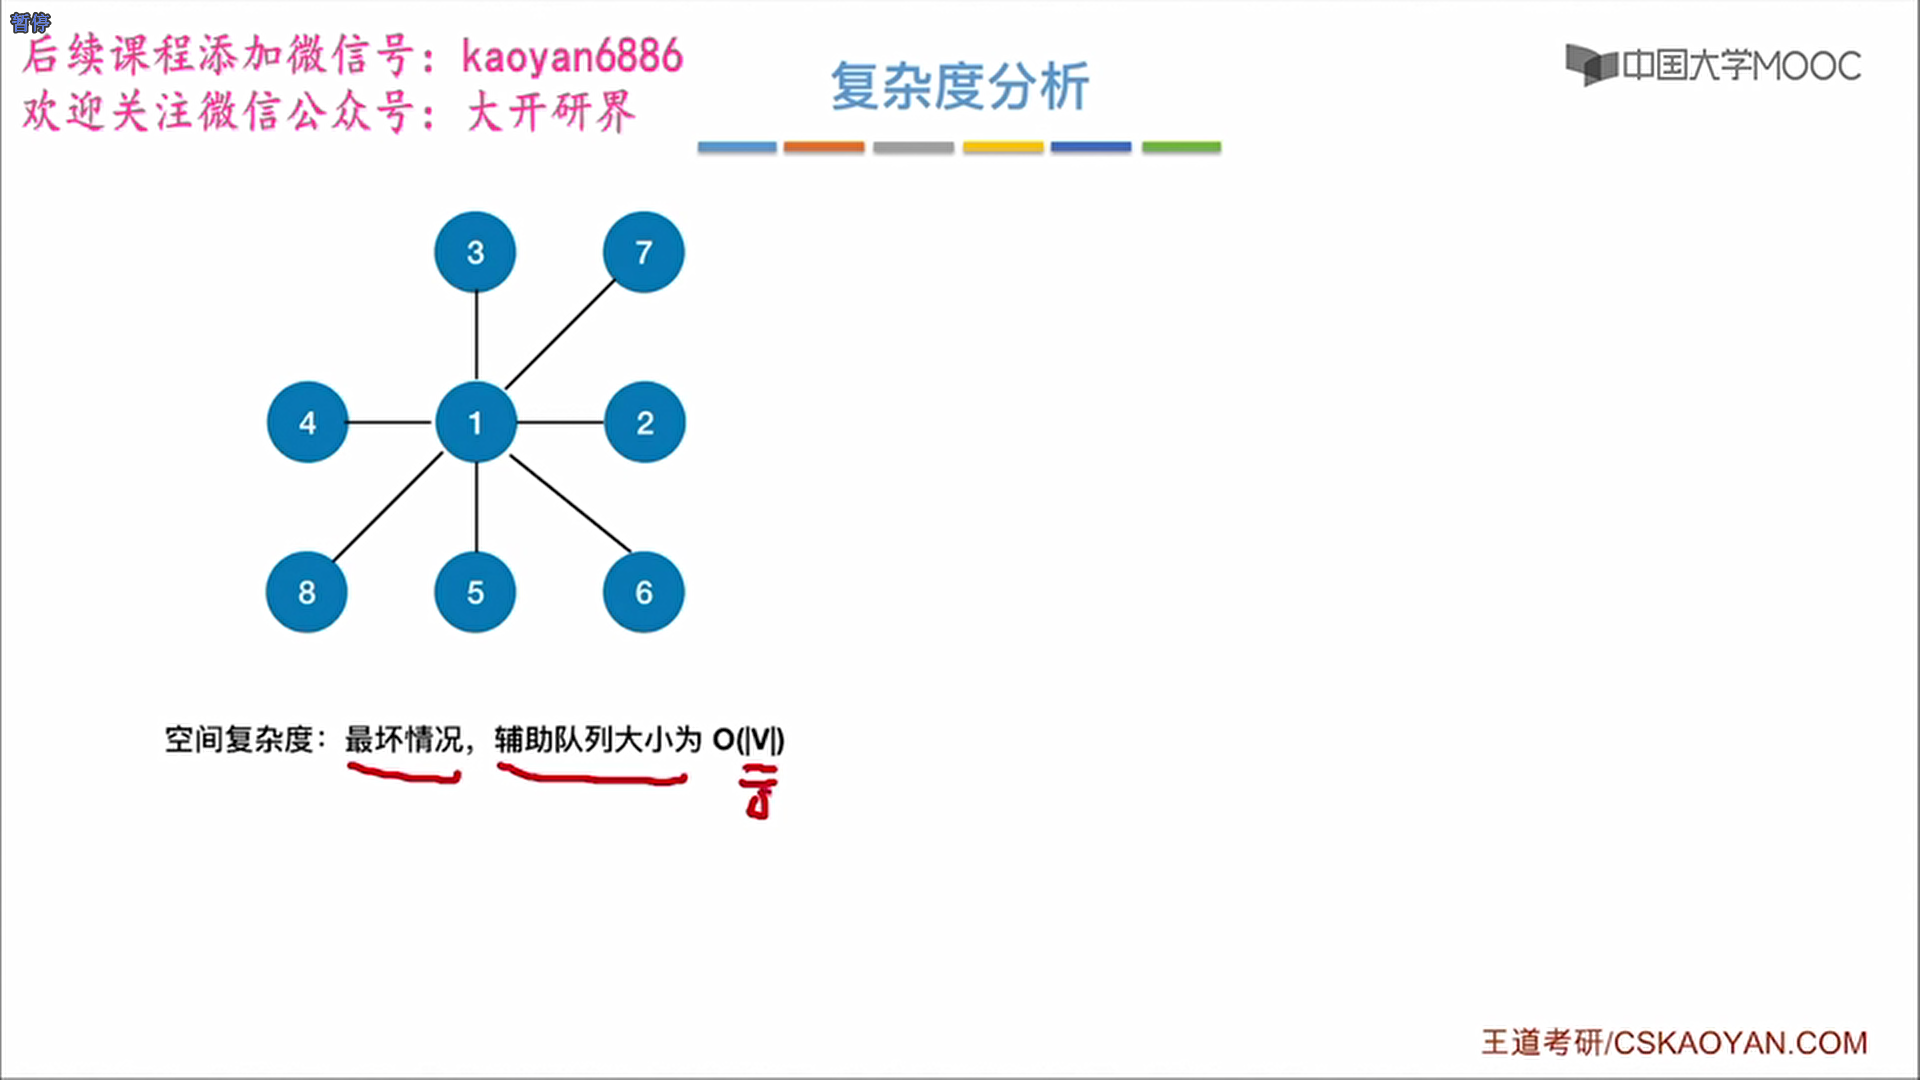 暂停
后续课程添加微信号：kaoyan6886
欢迎关注微信公众号：大开研界
复杂度分析
中国大学MOOC
3
7
4
1
2
8
5
6
空间复杂度：最坏情况，辅助队列大小为 O(|V|)
王道考研/CSKAOYAN.COM